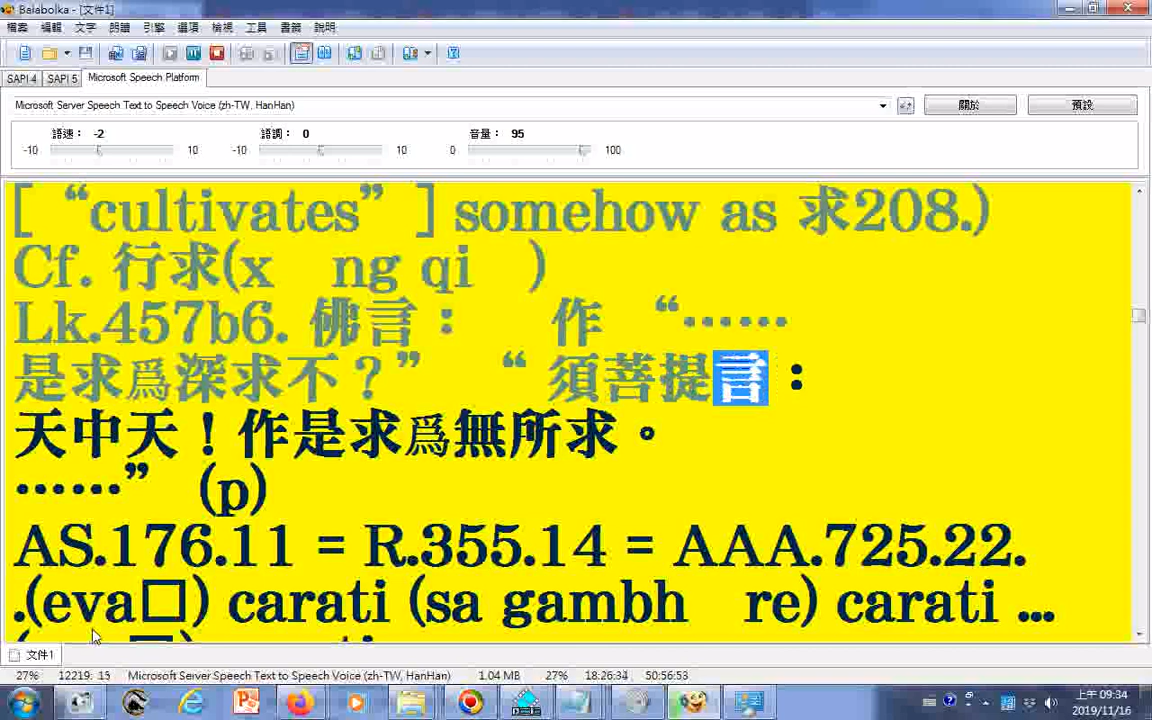 Balabolka - [文件1]
檔案 編輯 文字 朗讀 引擎 選項 檢視 工具 書籤 說明
SAPI 4 SAPI 5 Microsoft Speech Platform
Microsoft Server Speech Text to Speech Voice (zh-TW, HanHan) 關於 預設
語速： -2 語調： 0 音量： 95
-10 10 -10 10 0 100
[ “cultivates” ] somehow as 求208.)
Cf. 行求(x ng qi )
Lk.457b6. 佛言： 作 “……
是求爲深求不？” “ 須菩提言：
天中天！作是求爲無所求。
……” (p)
AS.176.11 = R.355.14 = AAA.725.22.
.(eva□) carati (sa gambh re) carati ...
文件1
27% 12219: 13 Microsoft Server Speech Text to Speech Voice (zh-TW, HanHan) 1.04 MB 27% 18:26:34 50:56:53
上午 09:34
2019/11/16